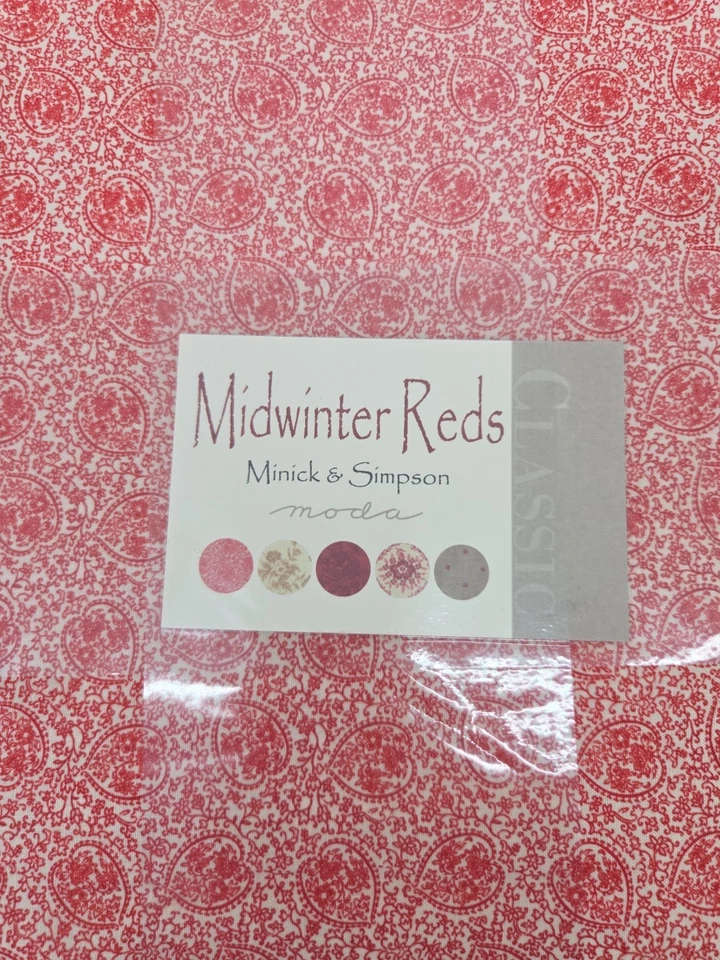 Midwinter Reds
Minick & Simpson
moda
CLASSIC